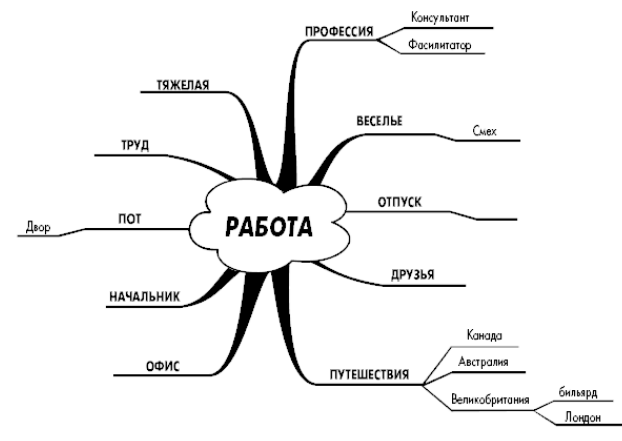 Консультант
ПРОФЕССИЯ
Фасилитатор
ТЯЖЕЛАЯ
ВЕСЕЛЬЕ
Смех
ТРУД
ОТПУСК
ПОТ
Двор
РАБОТА
ДРУЗЬЯ
НАЧАЛЬНИК
Канада
Австралия
ОФИС
ПУТЕШЕСТВИЯ
Великобритания
бильярд
Лондон